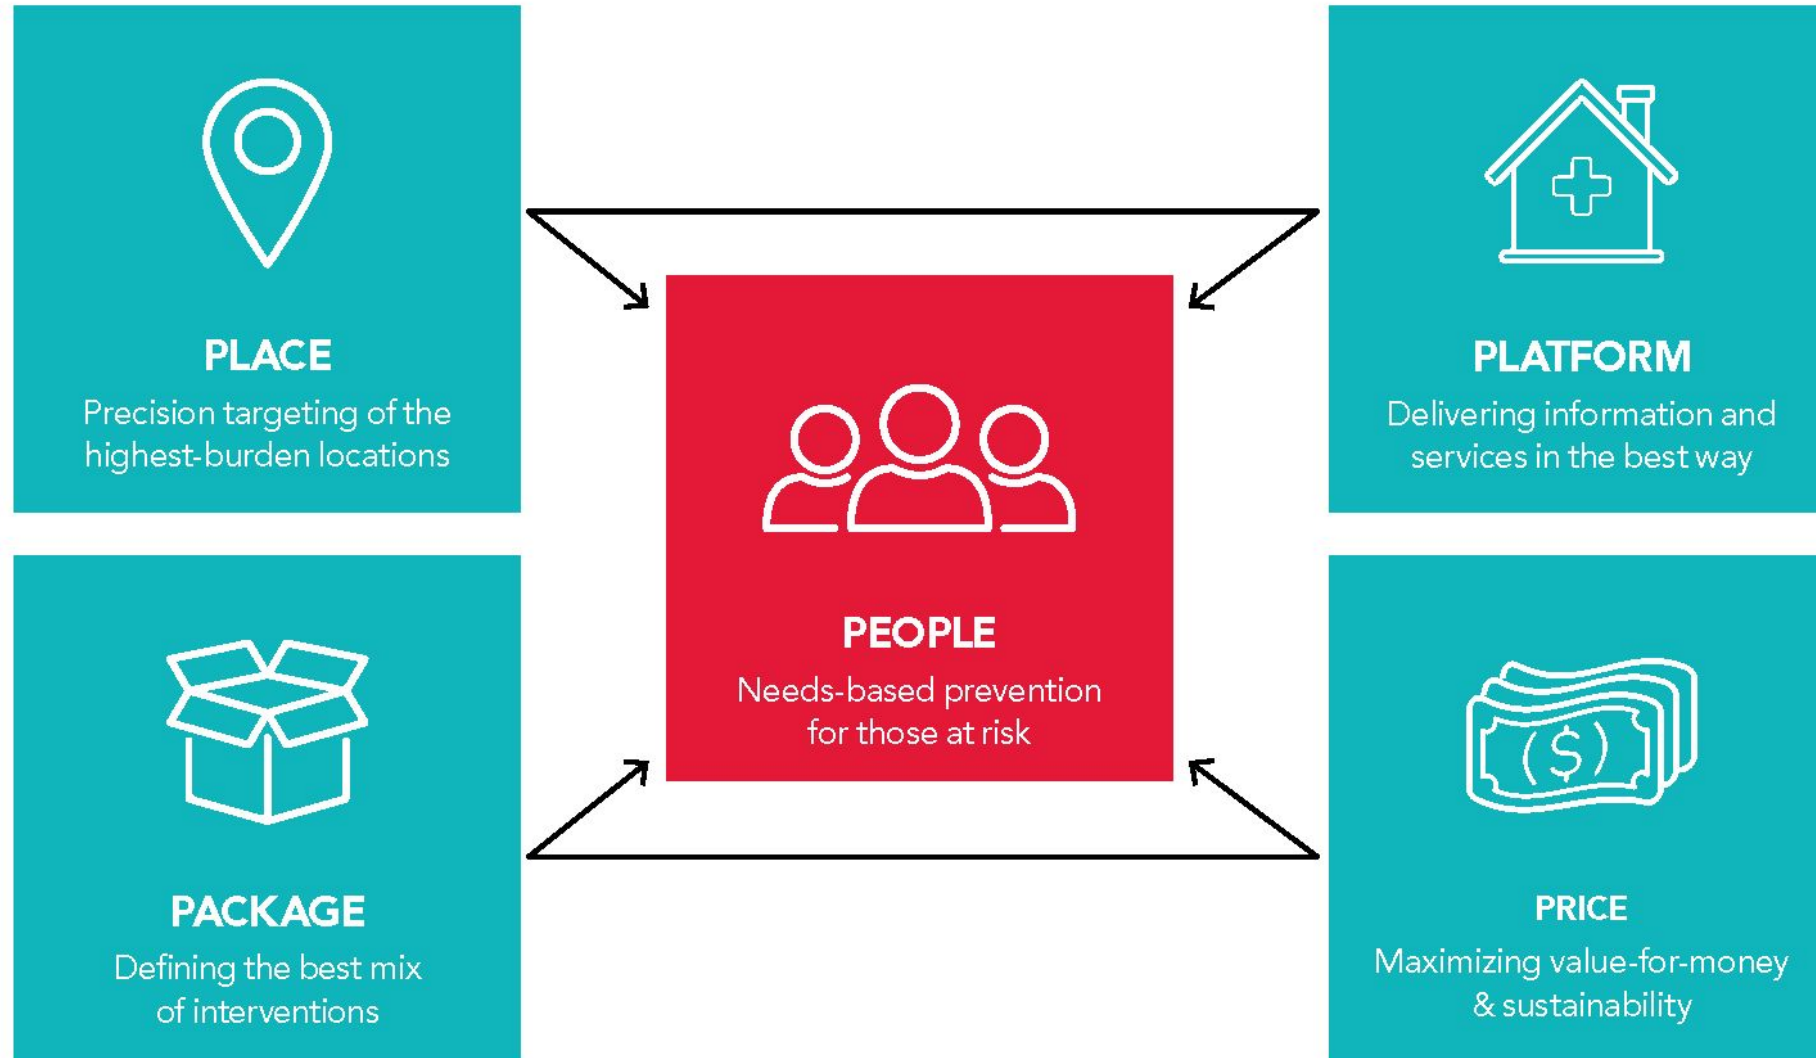 PLACE
Precision targeting of the
highest-burden locations
PLATFORM
Delivering information and
services in the best way
PEOPLE
Needs-based prevention
for those at risk
PACKAGE
Defining the best mix
of interventions
PRICE
Maximizing value-for-money
& sustainability
($)